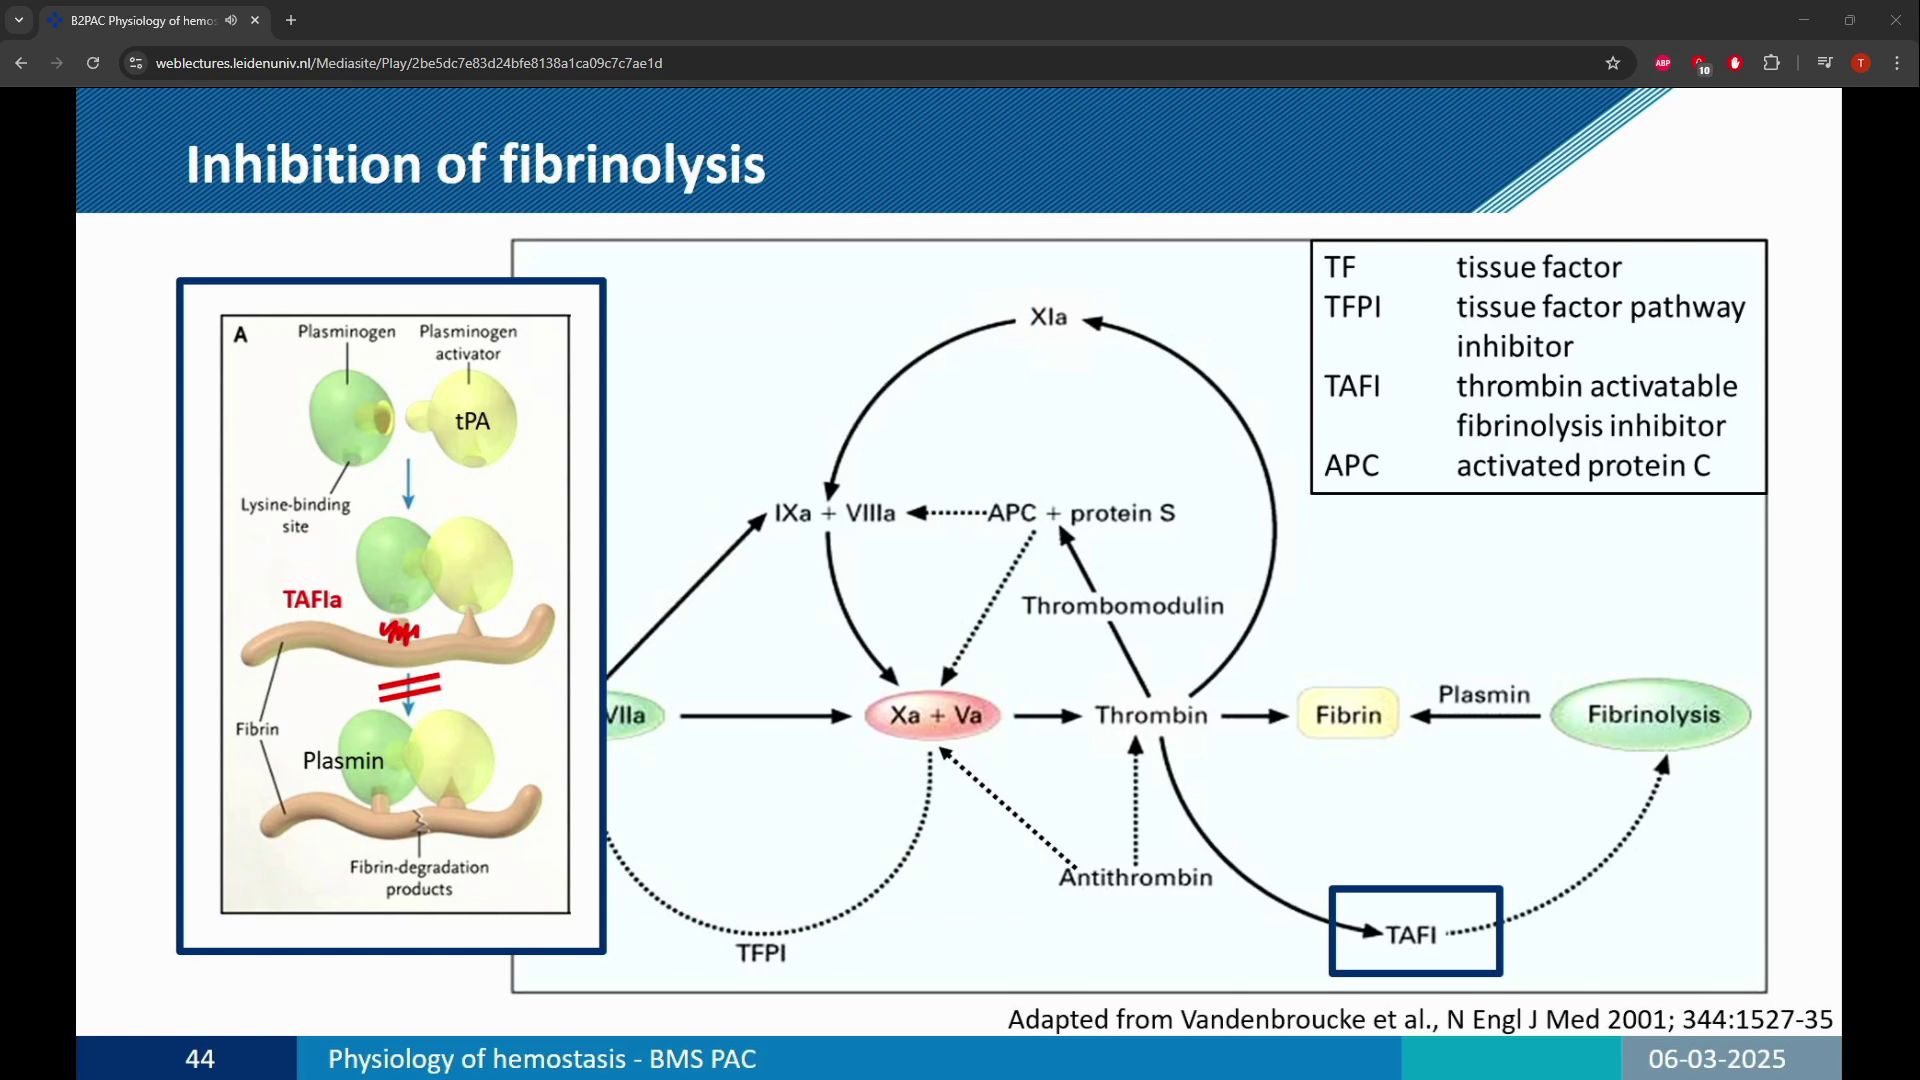 B2PAC Physiology of hemos
weblectures.leidenuniv.nl/Mediasite/Play/2be5dc7e83d24bfe8138a1ca09c7c7ae1d
ABP
10
T
Inhibition of fibrinolysis
A
Plasminogen
Plasminogen
activator
tPA
Lysine-binding
site
TAFIa
Fibrin
Plasmin
Fibrin-degradation
products
TF tissue factor
TFPI tissue factor pathway
inhibitor
TAFI thrombin activatable
fibrinolysis inhibitor
APC activated protein C
XIa
IXa + VIIIa
APC + protein S
Thrombomodulin
VIIa
Xa + Va
Thrombin
Fibrin
Plasmin
Fibrinolysis
Antithrombin
TFPI
TAFI
Adapted from Vandenbroucke et al., N Engl J Med 2001; 344:1527-35
44
Physiology of hemostasis - BMS PAC
06-03-2025